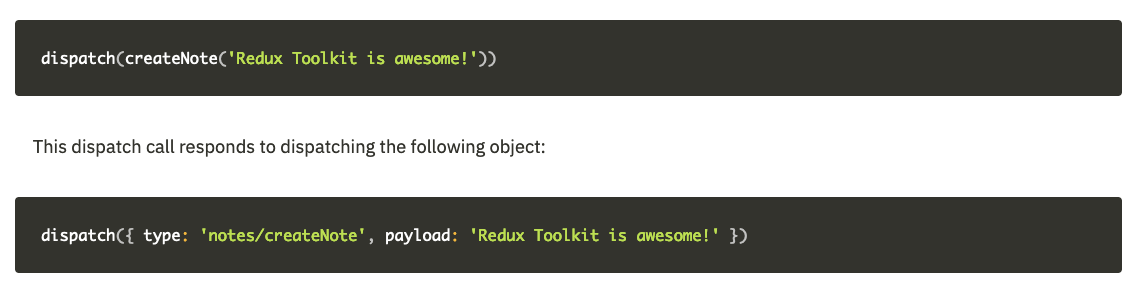 dispatch(createNote('Redux Toolkit is awesome!'))
This dispatch call responds to dispatching the following object:
dispatch({ type: 'notes/createNote', payload: 'Redux Toolkit is awesome!' })